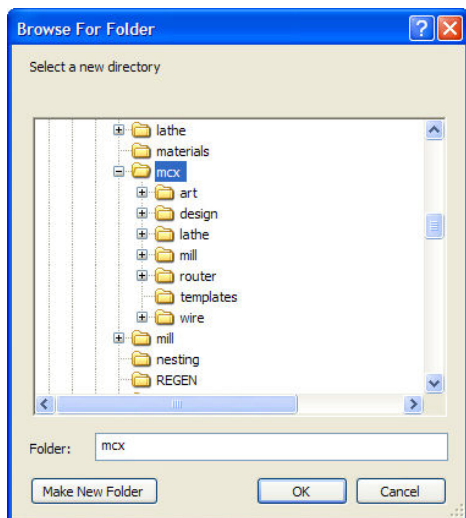 Browse For Folder
Select a new directory
lathe
materials
mcx
art
design
lathe
mill
router
templates
wire
mill
nesting
REGEN
Folder: mcx
Make New Folder OK Cancel